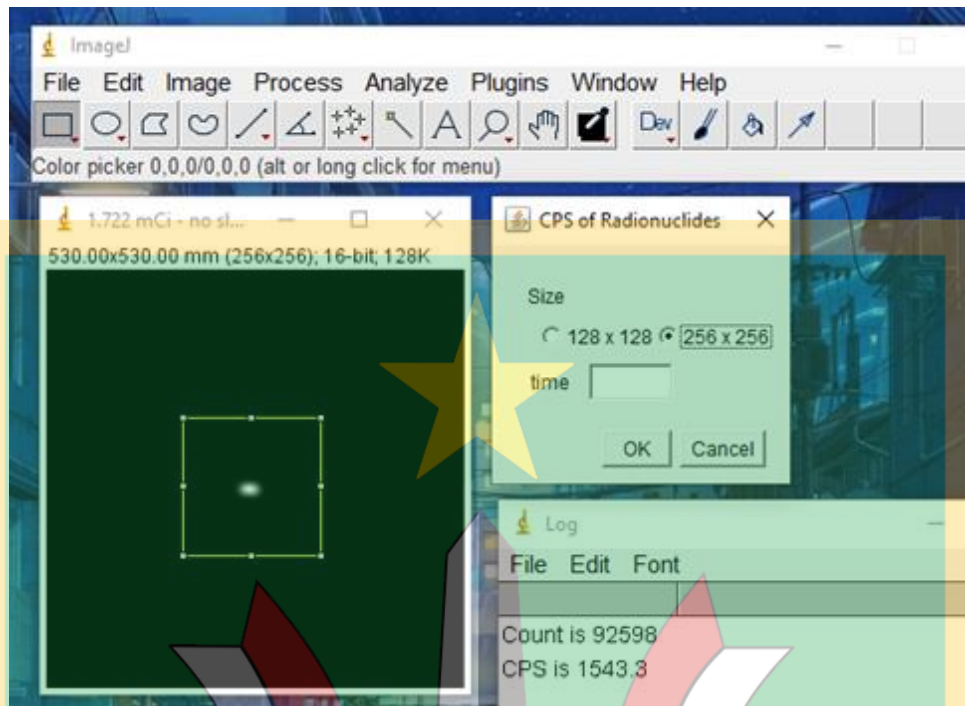 ImageJ
File Edit Image Process Analyze Plugins Window Help
A
Dev
Color picker 0,0,0/0,0,0 (alt or long click for menu)
1.722 mCi - no sl...
530.00x530.00 mm (256x256); 16-bit; 128K
CPS of Radionuclides
Size
128 x 128 256 x 256
time
OK Cancel
Log
File Edit Font
Count is 92598
CPS is 1543.3